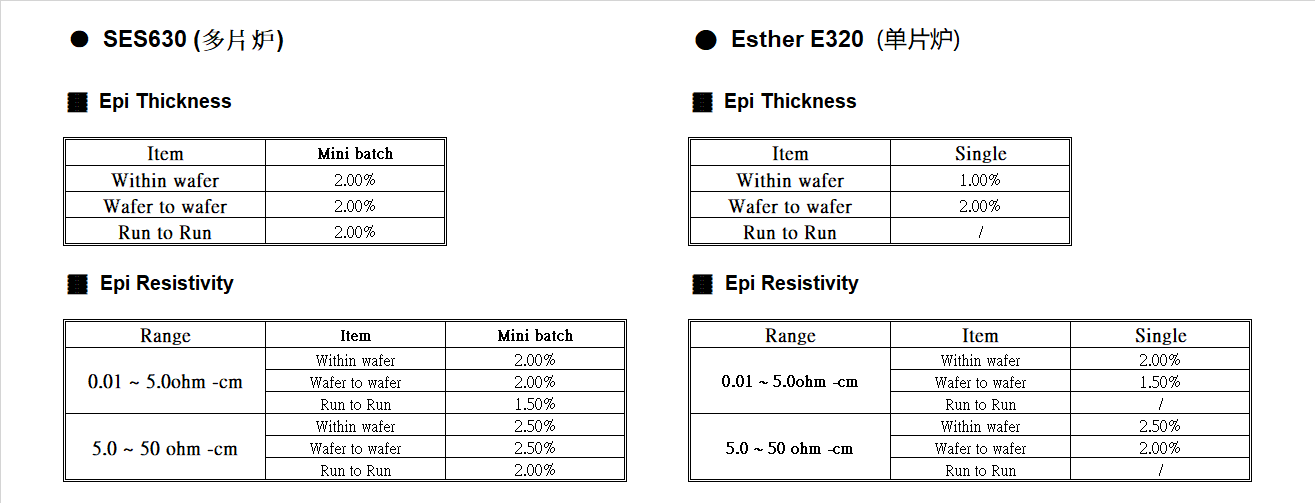 ● SES630 (多片炉)
Epi Thickness
Item Mini batch
Within wafer 2.00%
Wafer to wafer 2.00%
Run to Run 2.00%
Epi Resistivity
Range Item Mini batch
0.01 ~ 5.0ohm -cm Within wafer 2.00%
Wafer to wafer 2.00%
Run to Run 1.50%
5.0 ~ 50 ohm -cm Within wafer 2.50%
Wafer to wafer 2.50%
Run to Run 2.00%
● Esther E320 (单片炉)
Epi Thickness
Item Single
Within wafer 1.00%
Wafer to wafer 2.00%
Run to Run /
Epi Resistivity
Range Item Single
0.01 ~ 5.0ohm -cm Within wafer 2.00%
Wafer to wafer 1.50%
Run to Run /
5.0 ~ 50 ohm -cm Within wafer 2.50%
Wafer to wafer 2.00%
Run to Run /